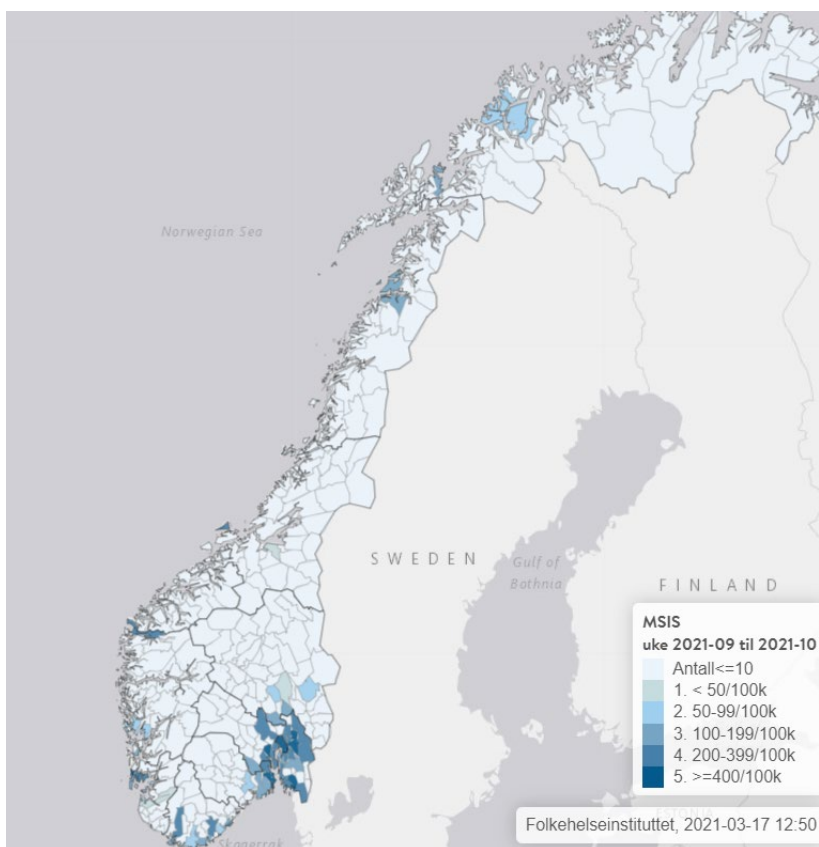 Norwegian Sea
SWEDEN
Gulf of
Bothnia
FINLAND
MSIS
uke 2021-09 til 2021-10
Antall<=10
1. < 50/100k
2. 50-99/100k
3. 100-199/100k
4. 200-399/100k
5. >=400/100k
ESTONIA
Folkehelseinstituttet, 2021-03-17 12:50
Skagerrak